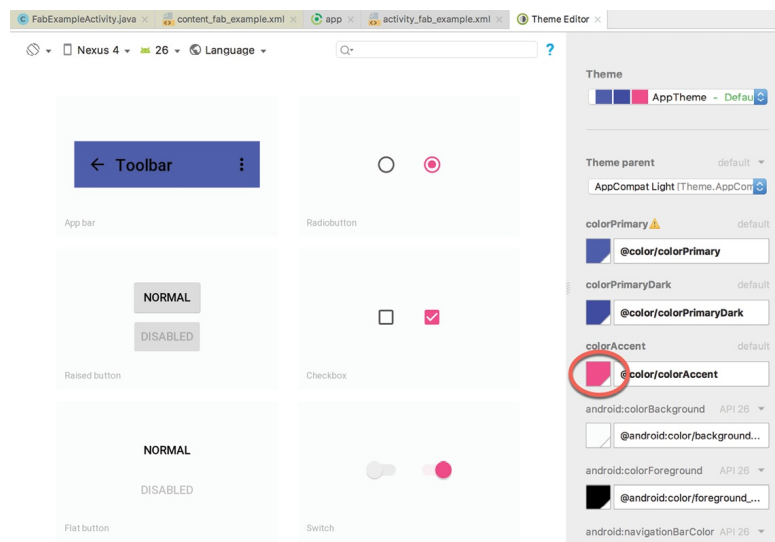 FabExampleActivity.java ×
content_fab_example.xml ×
app ×
activity_fab_example.xml ×
Theme Editor ×
Nexus 4
26
Language
?
Theme
AppTheme - Defau
Theme parent default
AppCompat Light [Theme.AppCom
colorPrimary default
@color/colorPrimary
colorPrimaryDark default
@color/colorPrimaryDark
colorAccent default
@color/colorAccent
android:colorBackground API 26
@android:color/background...
android:colorForeground API 26
@android:color/foreground_...
android:navigationBarColor API 26
Toolbar
App bar
Radiobutton
NORMAL
DISABLED
Raised button
Checkbox
NORMAL
DISABLED
Flat button
Switch